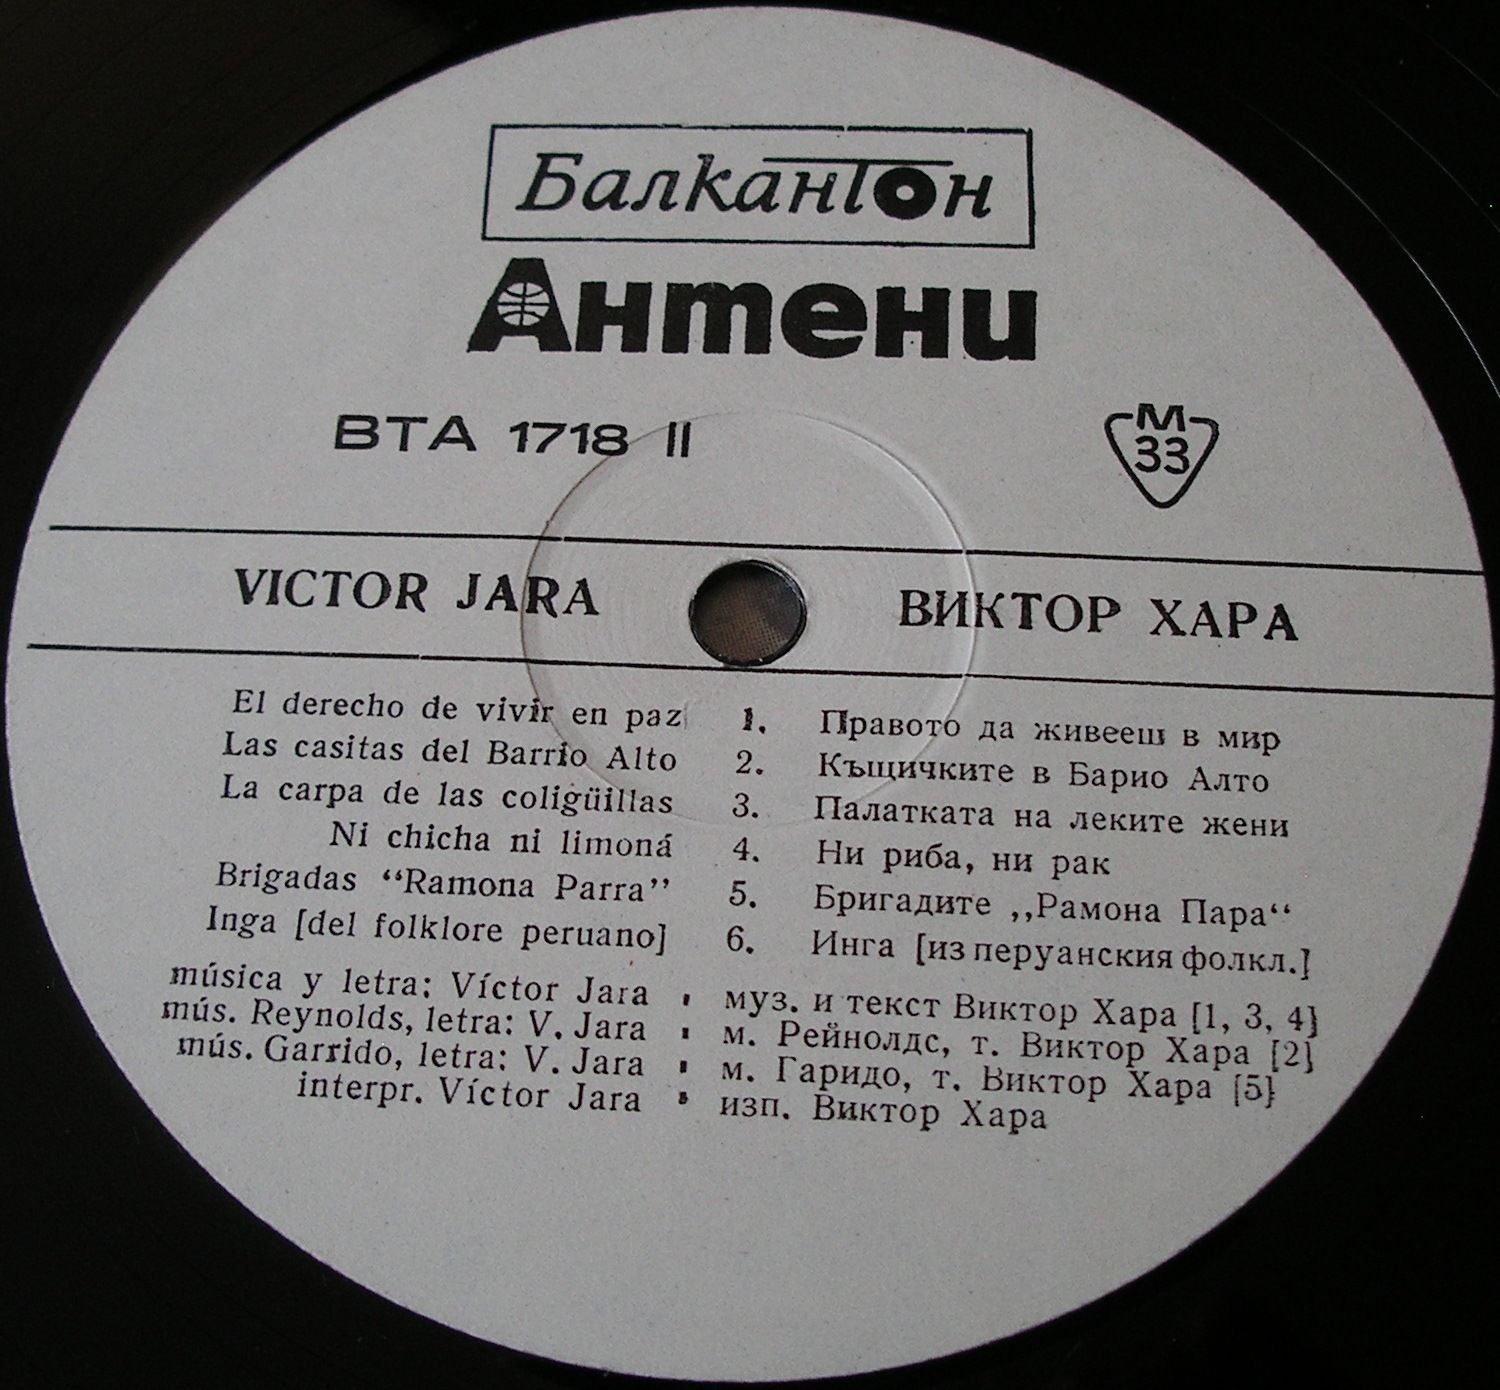 Балкантон
Антени
ВТА 1718 II
М
33
VICTOR JARA ВИКТОР ХАРА
El derecho de vivir en paz 1. Правото да живееш в мир
Las casitas del Barrio Alto 2. Къщичките в Барио Алто
La carpa de las coligüillas 3. Палатката на леките жени
Ni chicha ni limoná 4. Ни риба, ни рак
Brigadas “Ramona Parra” 5. Бригадите „Рамона Пара“
Inga [del folklore peruano] 6. Инга [из перуанския фолкл.]
música y letra: Víctor Jara · муз. и текст Виктор Хара [1, 3, 4]
mús. Reynolds, letra: V. Jara · м. Рейнолдс, т. Виктор Хара [2]
mús. Garrido, letra: V. Jara · м. Гаридо, т. Виктор Хара [5]
interpr. Víctor Jara · изп. Виктор Хара